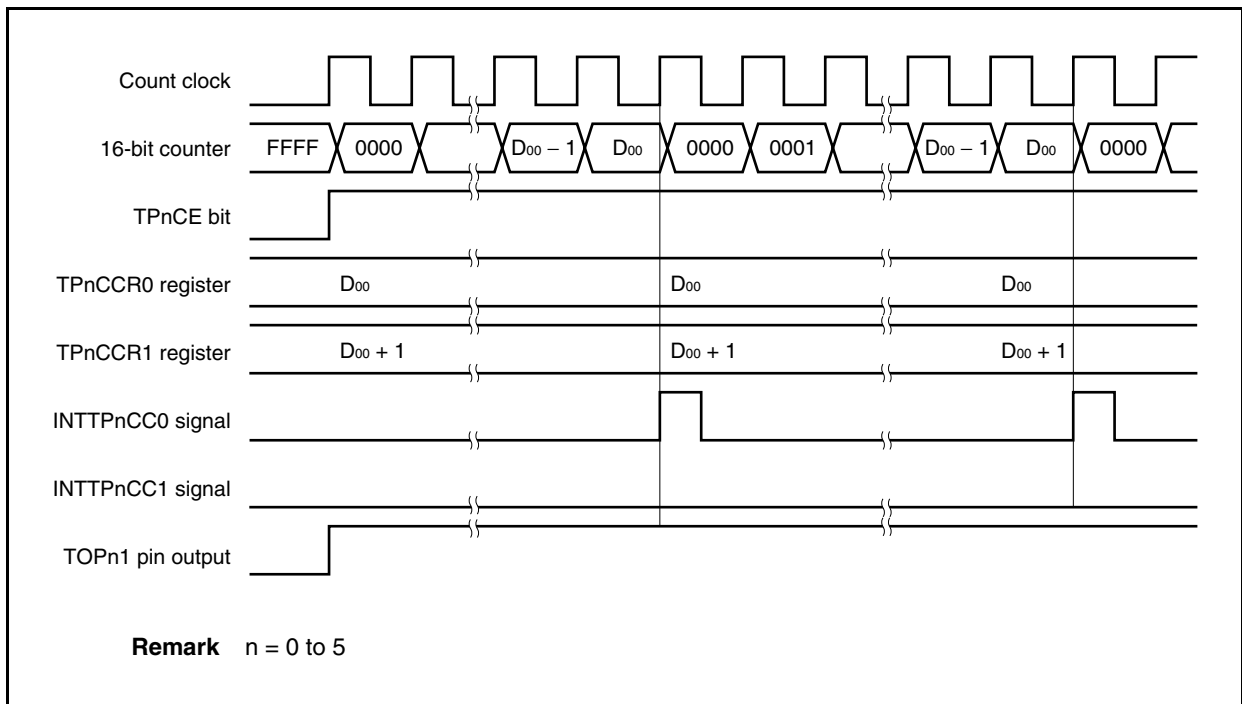 Count clock
16-bit counter FFFF 0000 D00 − 1 D00 0000 0001 D00 − 1 D00 0000
TPnCE bit
TPnCCR0 register D00 D00 D00
TPnCCR1 register D00 + 1 D00 + 1 D00 + 1
INTTPnCC0 signal
INTTPnCC1 signal
TOPn1 pin output
Remark n = 0 to 5